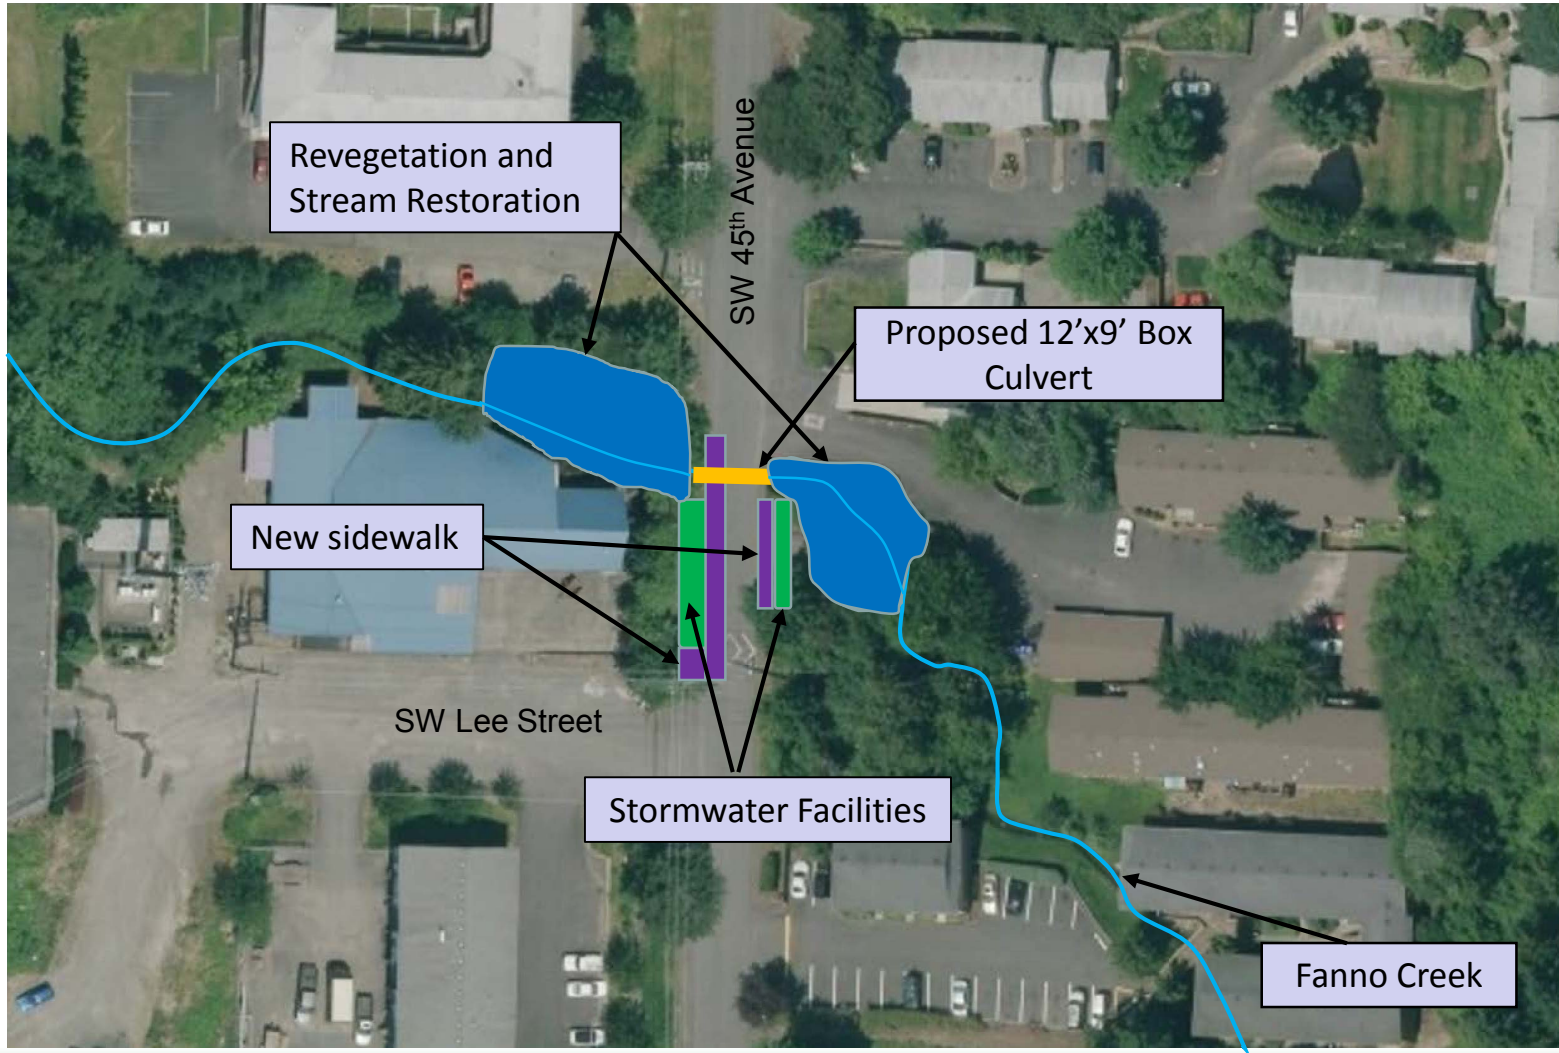 Revegetation and
Stream Restoration
SW 45th Avenue
Proposed 12’x9’ Box
Culvert
New sidewalk
SW Lee Street
Stormwater Facilities
Fanno Creek